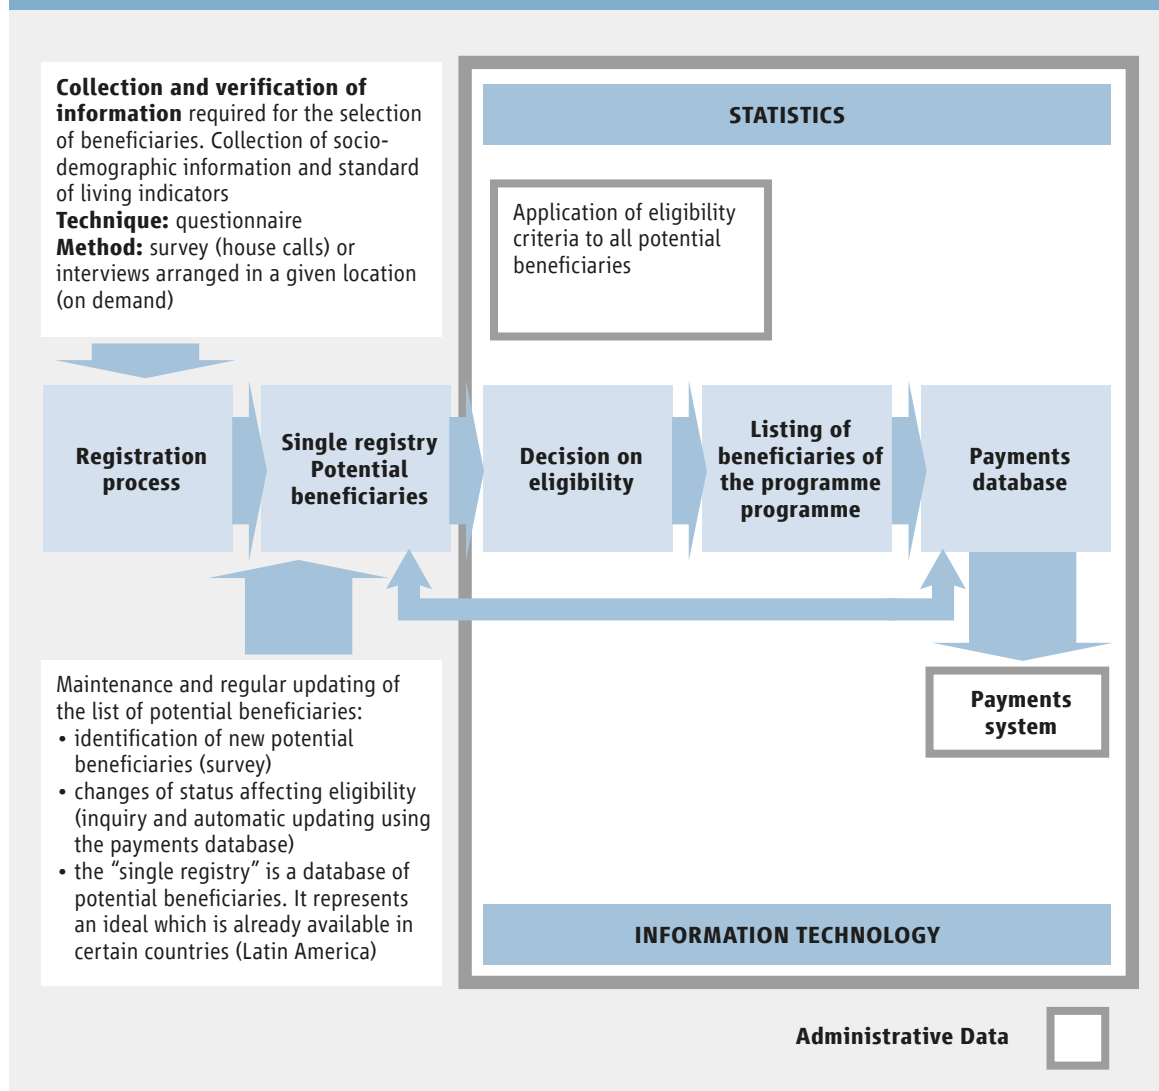 Collection and verification of
information required for the selection
of beneficiaries. Collection of socio-
demographic information and standard
of living indicators
Technique: questionnaire
Method: survey (house calls) or
interviews arranged in a given location
(on demand)
STATISTICS
Application of eligibility
criteria to all potential
beneficiaries
Registration
process
Single registry
Potential
beneficiaries
Decision on
eligibility
Listing of
beneficiaries of
the programme
programme
Payments
database
Maintenance and regular updating of
the list of potential beneficiaries:
• identification of new potential
beneficiaries (survey)
• changes of status affecting eligibility
(inquiry and automatic updating using
the payments database)
• the “single registry” is a database of
potential beneficiaries. It represents
an ideal which is already available in
certain countries (Latin America)
Payments
system
INFORMATION TECHNOLOGY
Administrative Data